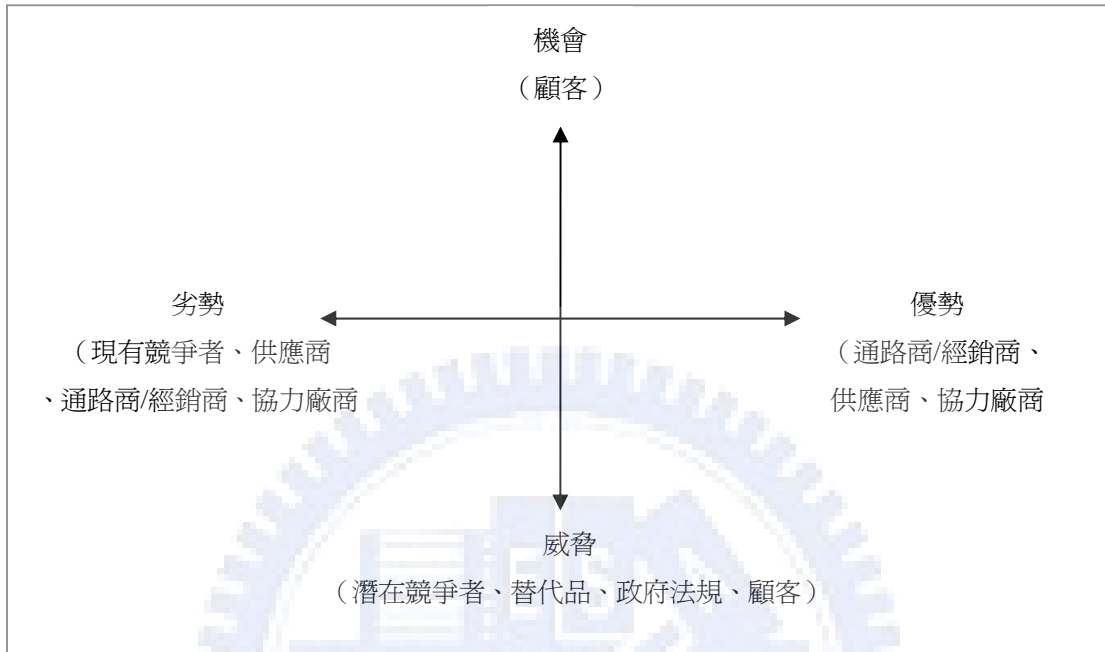 機會
（顧客）
劣勢
（現有競爭者、供應商
、通路商/經銷商、協力廠商
優勢
（通路商/經銷商、
供應商、協力廠商
威脅
（潛在競爭者、替代品、政府法規、顧客）